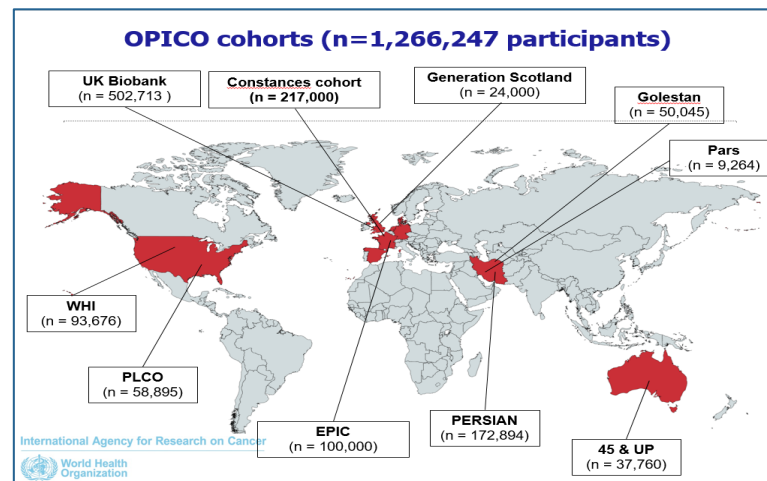 OPICO cohorts (n=1,266,247 participants)
UK Biobank
(n = 502,713 )
Constances cohort
(n = 217,000)
Generation Scotland
(n = 24,000)
Golestan
(n = 50,045)
Pars
(n = 9,264)
WHI
(n = 93,676)
PLCO
(n = 58,895)
EPIC
(n = 100,000)
PERSIAN
(n = 172,894)
45 & UP
(n = 37,760)
International Agency for Research on Cancer
World Health
Organization